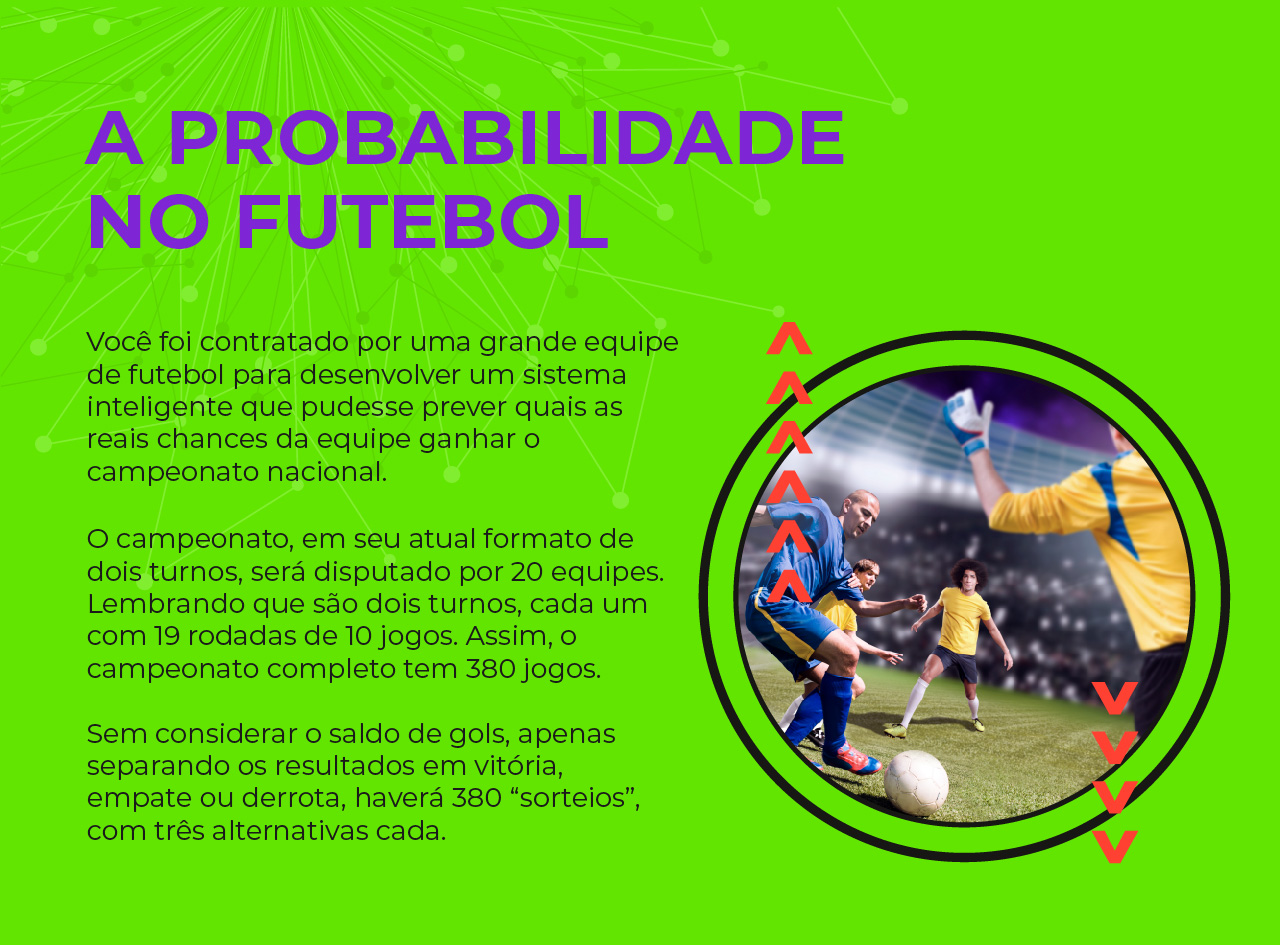 A PROBABILIDADE
NO FUTEBOL
Você foi contratado por uma grande equipe
de futebol para desenvolver um sistema
inteligente que pudesse prever quais as
reais chances da equipe ganhar o
campeonato nacional.
O campeonato, em seu atual formato de
dois turnos, será disputado por 20 equipes.
Lembrando que são dois turnos, cada um
com 19 rodadas de 10 jogos. Assim, o
campeonato completo tem 380 jogos.
Sem considerar o saldo de gols, apenas
separando os resultados em vitória,
empate ou derrota, haverá 380 “sorteios”,
com três alternativas cada.